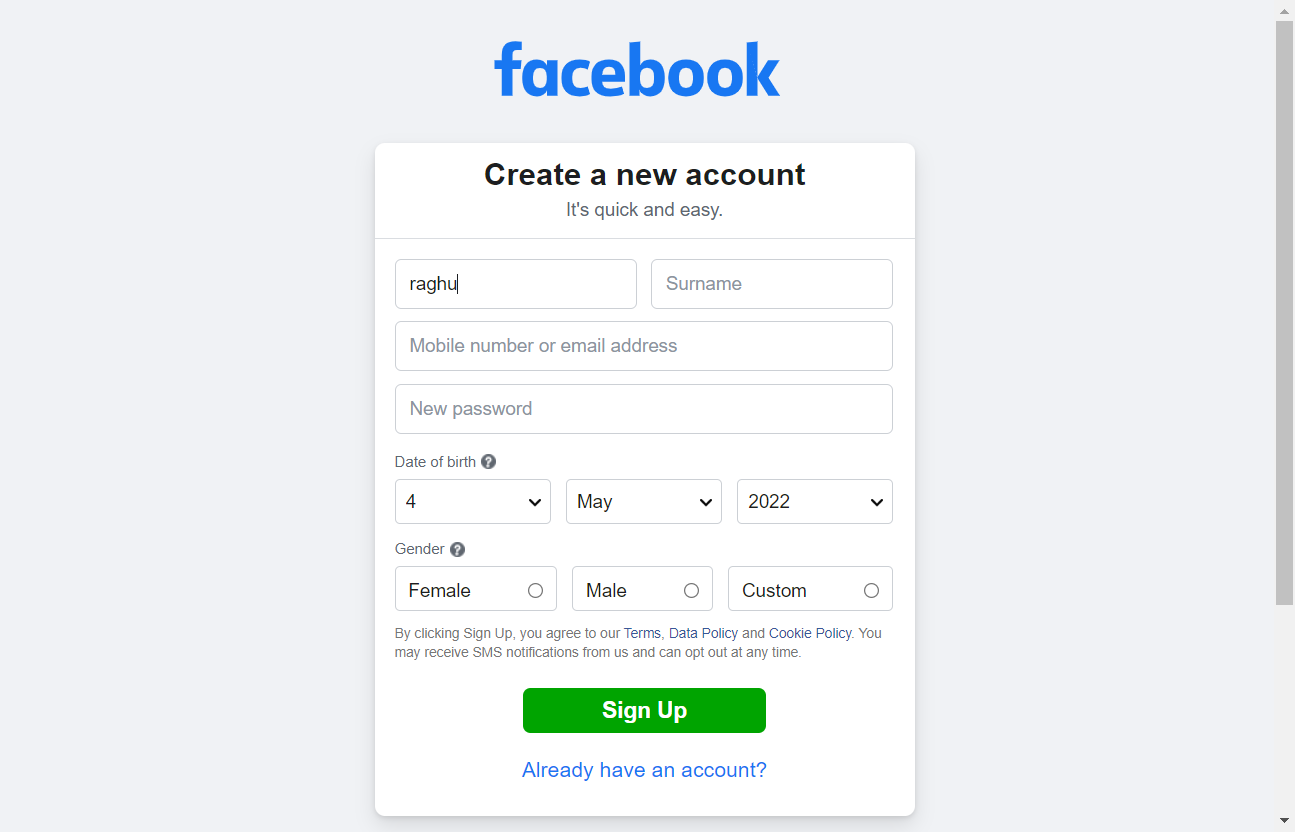 facebook
Create a new account
It's quick and easy.
raghu Surname
Mobile number or email address
New password
Date of birth ?
4 May 2022
Gender ?
Female Male Custom
By clicking Sign Up, you agree to our Terms, Data Policy and Cookie Policy. You
may receive SMS notifications from us and can opt out at any time.
Sign Up
Already have an account?